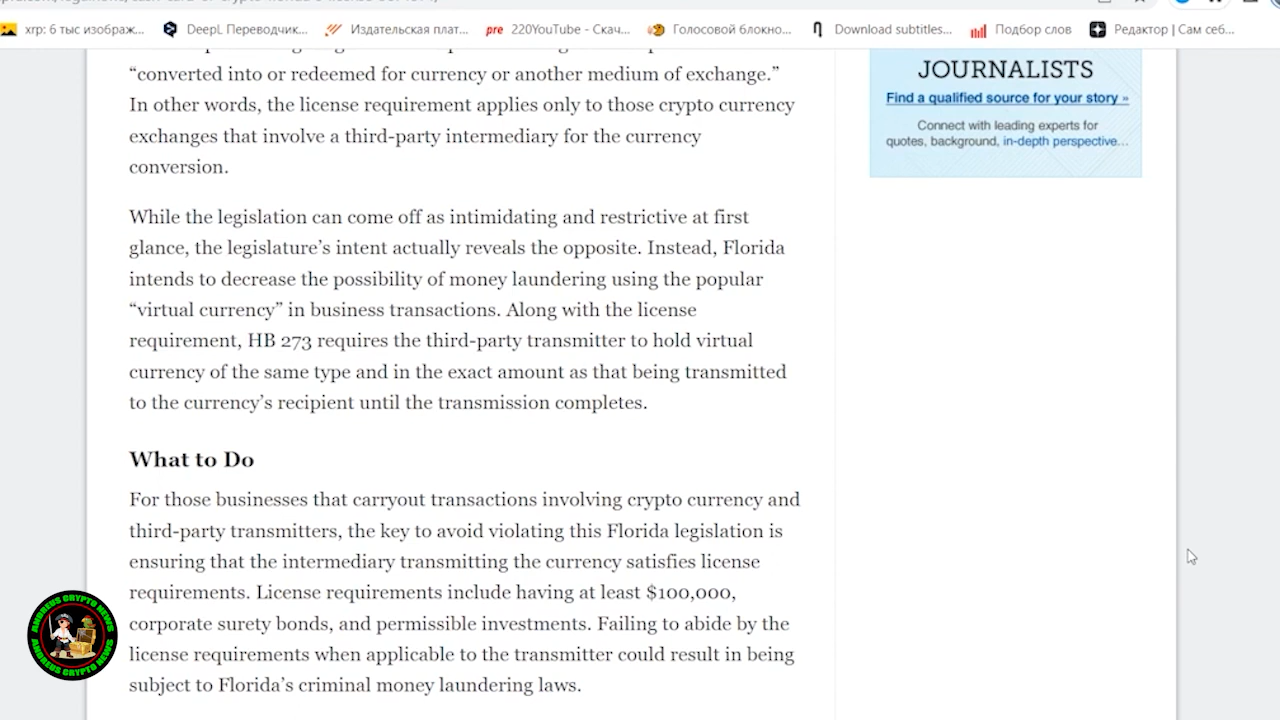 xrp: 6 тыс изображ...
DeepL Переводчик...
Издательская плат...
pre 220YouTube - Скач...
Голосовой блокно...
Download subtitles...
Подбор слов
Редактор | Сам себ...
“converted into or redeemed for currency or another medium of exchange.”
In other words, the license requirement applies only to those crypto currency
exchanges that involve a third-party intermediary for the currency
conversion.
While the legislation can come off as intimidating and restrictive at first
glance, the legislature’s intent actually reveals the opposite. Instead, Florida
intends to decrease the possibility of money laundering using the popular
“virtual currency” in business transactions. Along with the license
requirement, HB 273 requires the third-party transmitter to hold virtual
currency of the same type and in the exact amount as that being transmitted
to the currency’s recipient until the transmission completes.
What to Do
For those businesses that carryout transactions involving crypto currency and
third-party transmitters, the key to avoid violating this Florida legislation is
ensuring that the intermediary transmitting the currency satisfies license
requirements. License requirements include having at least $100,000,
corporate surety bonds, and permissible investments. Failing to abide by the
license requirements when applicable to the transmitter could result in being
subject to Florida’s criminal money laundering laws.
JOURNALISTS
Find a qualified source for your story »
Connect with leading experts for
quotes, background, in-depth perspective...
ANDREUS CRYPTO NEWS
ANDREUS CRYPTO NEWS